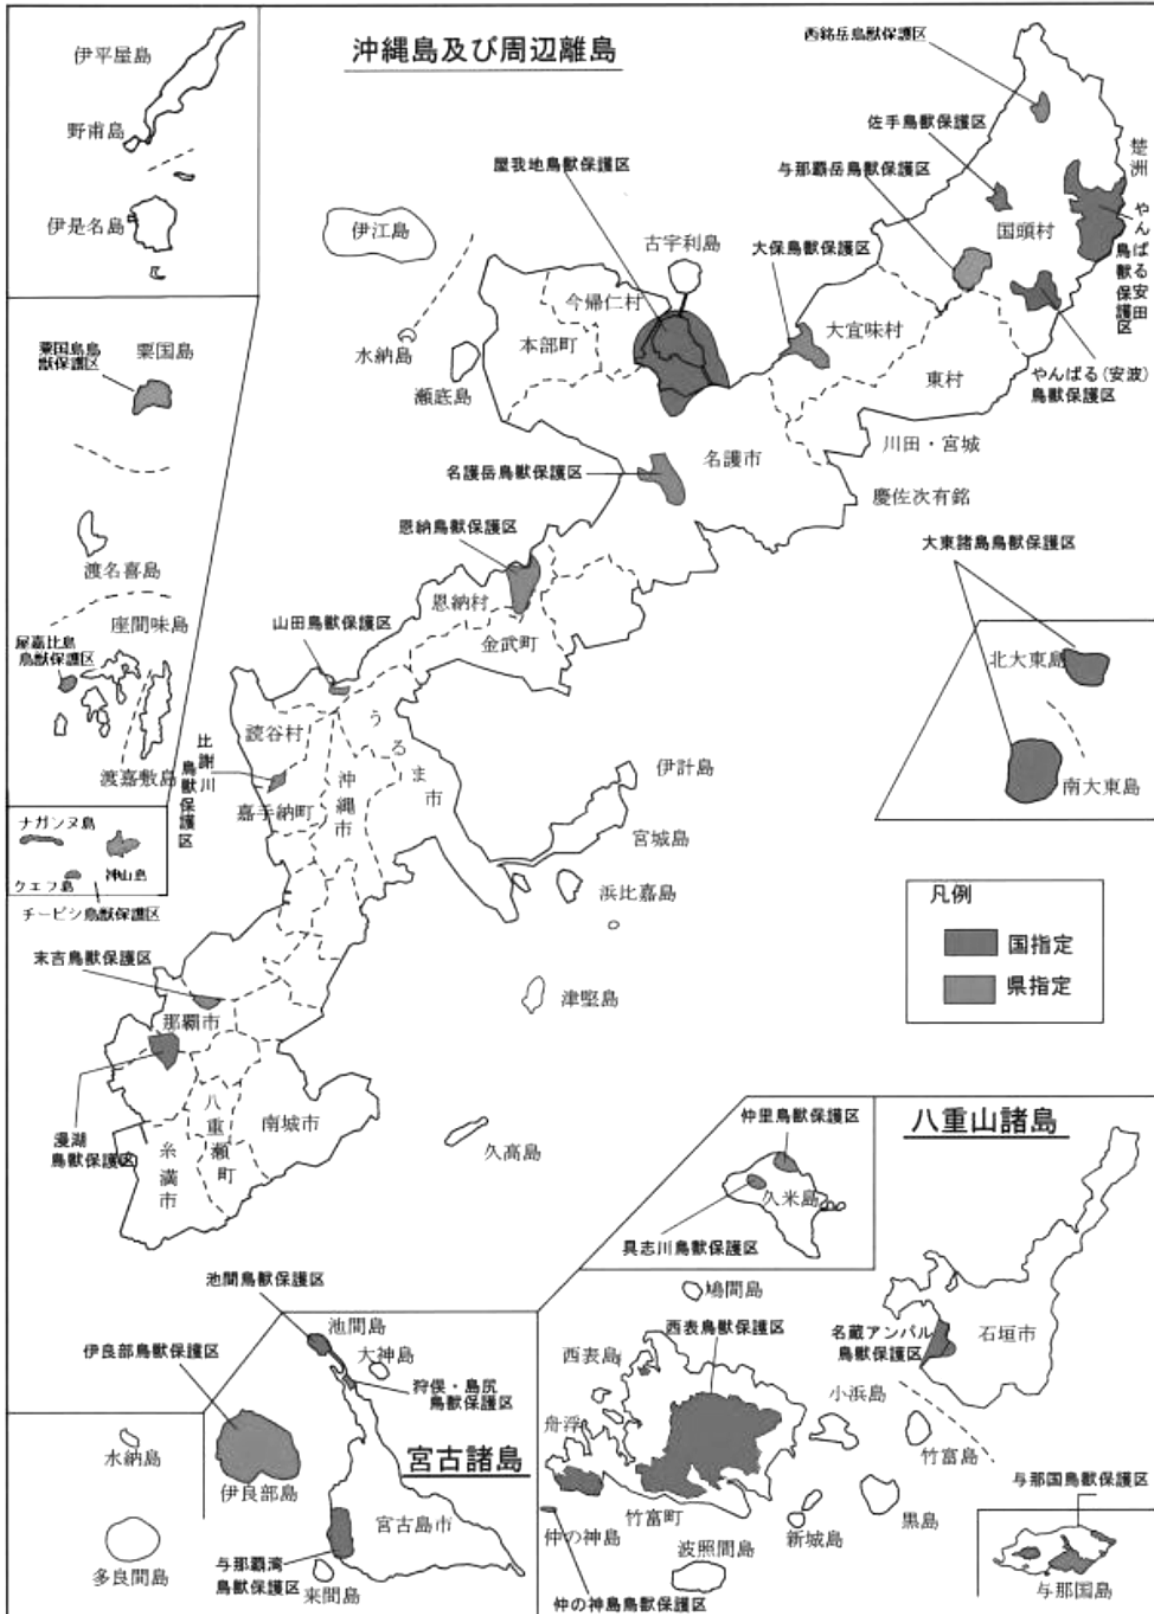 沖縄島及び周辺離島
伊平屋島
野甫島
伊是名島
西銘岳鳥獣保護区
佐手鳥獣保護区
与那覇岳鳥獣保護区
屋我地鳥獣保護区
大保鳥獣保護区
楚洲
やんばる安田
鳥獣保護区
国頭村
伊江島
古宇利島
今帰仁村
本部町
大宜味村
東村
やんばる(安波)
鳥獣保護区
水納島
瀬底島
粟国島鳥
獣保護区
粟国島
名護市
川田・宮城
慶佐次有銘
名護岳鳥獣保護区
恩納鳥獣保護区
大東諸島鳥獣保護区
渡名喜島
座間味島
屋嘉比島
鳥獣保護区
恩納村
金武町
山田鳥獣保護区
北大東島
南大東島
読谷村
うるま市
比謝川
鳥獣保護区
渡嘉敷島
嘉手納町
沖縄市
伊計島
宮城島
浜比嘉島
ナガンヌ島
クエフ島
神山島
チービシ鳥獣保護区
凡例
国指定
県指定
末吉鳥獣保護区
那覇市
津堅島
漫湖
鳥獣保護区
八重瀬町
南城市
糸満市
久高島
仲里鳥獣保護区
久米島
具志川鳥獣保護区
八重山諸島
池間鳥獣保護区
池間島
大神島
伊良部鳥獣保護区
狩俣・島尻
鳥獣保護区
宮古諸島
水納島
伊良部島
宮古島市
多良間島
与那覇湾
鳥獣保護区
来間島
鳩間島
西表鳥獣保護区
西表島
名蔵アンパル
鳥獣保護区
石垣市
小浜島
舟浮
竹富島
竹富町
仲の神島
新城島
黒島
波照間島
仲の神島鳥獣保護区
与那国鳥獣保護区
与那国島